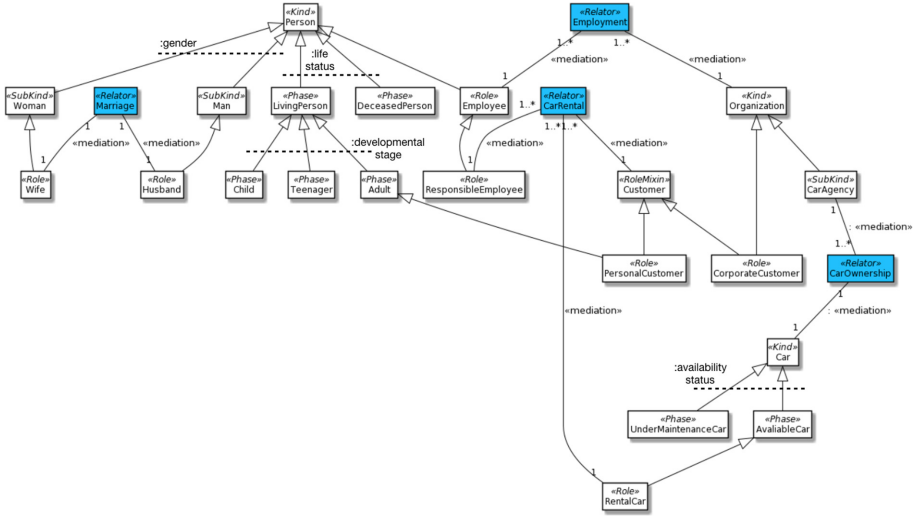 «Kind»
Person
«Relator»
Employment
:gender
:life
status
1..*
1..*
«mediation»
«mediation»
1
1
«SubKind»
Woman
«Relator»
Marriage
«SubKind»
Man
«Phase»
LivingPerson
«Phase»
DeceasedPerson
«Role»
Employee
«Relator»
CarRental
«Kind»
Organization
1..*
1
1
1..*
1..*
«mediation»
«mediation»
:developmental
stage
«mediation»
«mediation»
1
1
1
1
«Role»
Wife
«Role»
Husband
«Phase»
Child
«Phase»
Teenager
«Phase»
Adult
«Role»
ResponsibleEmployee
«RoleMixin»
Customer
«SubKind»
CarAgency
1
: «mediation»
1..*
«Role»
PersonalCustomer
«Role»
CorporateCustomer
«Relator»
CarOwnership
1
«mediation»
: «mediation»
1
«Kind»
Car
:availability
status
«Phase»
UnderMaintenanceCar
«Phase»
AvaliableCar
1
«Role»
RentalCar